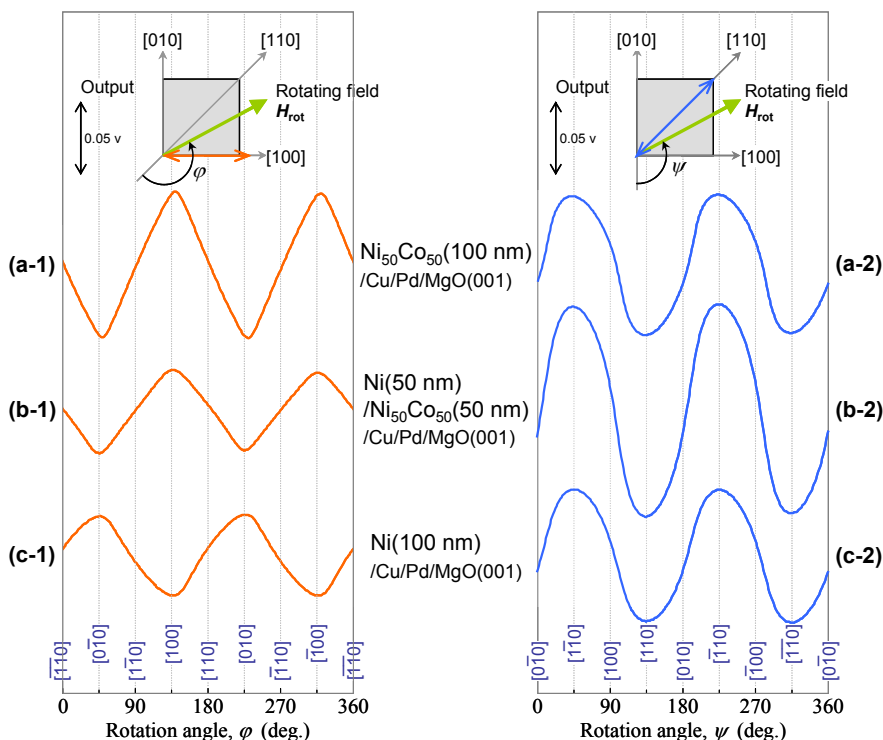 [010]
[110]
Output
Rotating field
H_rot
0.05 v
[100]
φ
[010]
[110]
Output
Rotating field
H_rot
0.05 v
[100]
ψ
(a-1)
Ni₅₀Co₅₀(100 nm)
/Cu/Pd/MgO(001)
(a-2)
(b-1)
Ni(50 nm)
/Ni₅₀Co₅₀(50 nm)
/Cu/Pd/MgO(001)
(b-2)
(c-1)
Ni(100 nm)
/Cu/Pd/MgO(001)
(c-2)
[1̄1̄0]
[01̄0]
[11̄0]
[100]
[110]
[010]
[1̄10]
[1̄00]
[1̄1̄0]
0 90 180 270 360
Rotation angle, φ (deg.)
[01̄0]
[11̄0]
[100]
[110]
[010]
[1̄10]
[1̄00]
[1̄1̄0]
[01̄0]
0 90 180 270 360
Rotation angle, ψ (deg.)